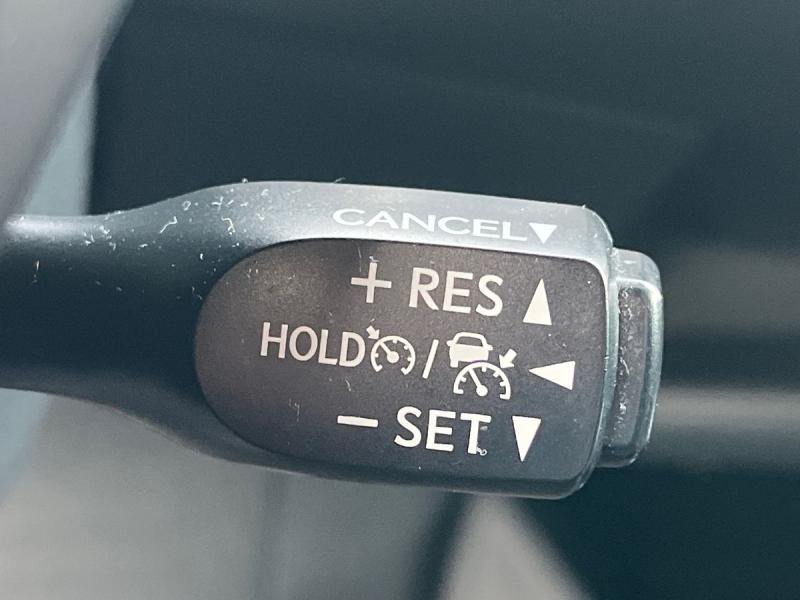 CANCEL▼
+ RES ▲
HOLD / ◀
− SET ▼